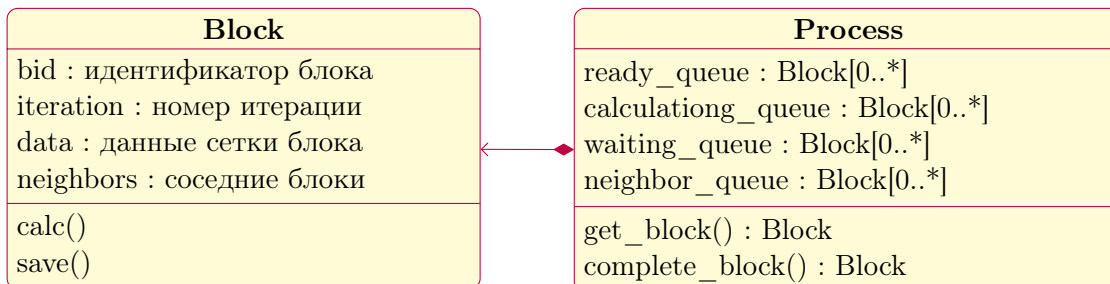 Block
bid : идентификатор блока
iteration : номер итерации
data : данные сетки блока
neighbors : соседние блоки
calc()
save()
Process
ready_queue : Block[0..*]
calculationg_queue : Block[0..*]
waiting_queue : Block[0..*]
neighbor_queue : Block[0..*]
get_block() : Block
complete_block() : Block